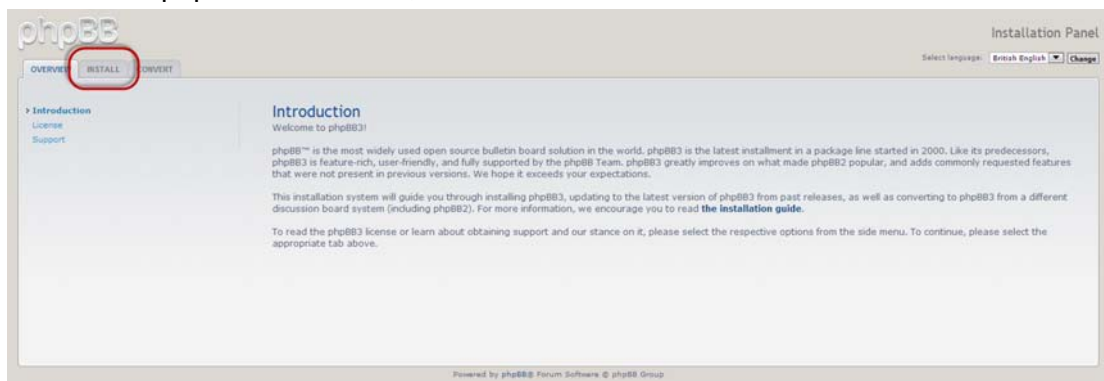 phpBB
Installation Panel
Select language: British English Change
OVERVIEW INSTALL CONVERT
Introduction
License
Support
Introduction
Welcome to phpBB3!
phpBB™ is the most widely used open source bulletin board solution in the world. phpBB3 is the latest installment in a package line started in 2000. Like its predecessors,
phpBB3 is feature-rich, user-friendly, and fully supported by the phpBB Team. phpBB3 greatly improves on what made phpBB2 popular, and adds commonly requested features
that were not present in previous versions. We hope it exceeds your expectations.
This installation system will guide you through installing phpBB3, updating to the latest version of phpBB3 from past releases, as well as converting to phpBB3 from a different
discussion board system (including phpBB2). For more information, we encourage you to read the installation guide.
To read the phpBB3 license or learn about obtaining support and our stance on it, please select the respective options from the side menu. To continue, please select the
appropriate tab above.
Powered by phpBB® Forum Software © phpBB Group